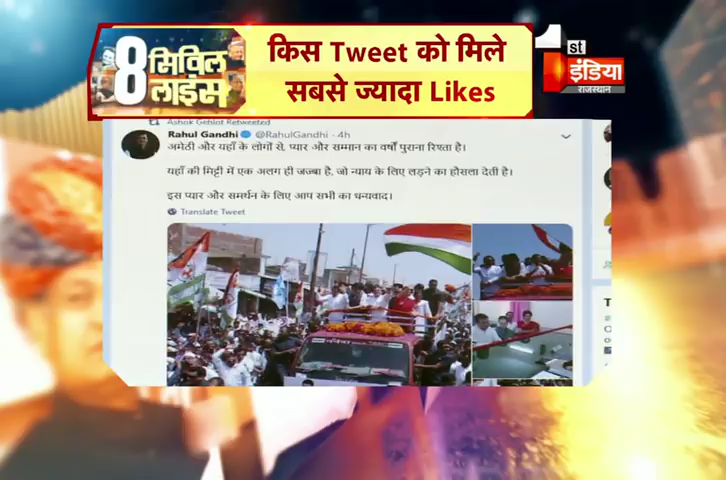 8 सिविल
लाइंस
किस Tweet को मिले
सबसे ज्यादा Likes
1st
इंडिया
राजस्थान
Ashok Gehlot Retweeted
Rahul Gandhi @RahulGandhi · 4h
अमेठी और यहाँ के लोगों से, प्यार और सम्मान का वर्षों पुराना रिश्ता है।
यहाँ की मिट्टी में एक अलग ही जज्बा है, जो न्याय के लिए लड़ने का हौसला देती है।
इस प्यार और समर्थन के लिए आप सभी का धन्यवाद।
Translate Tweet